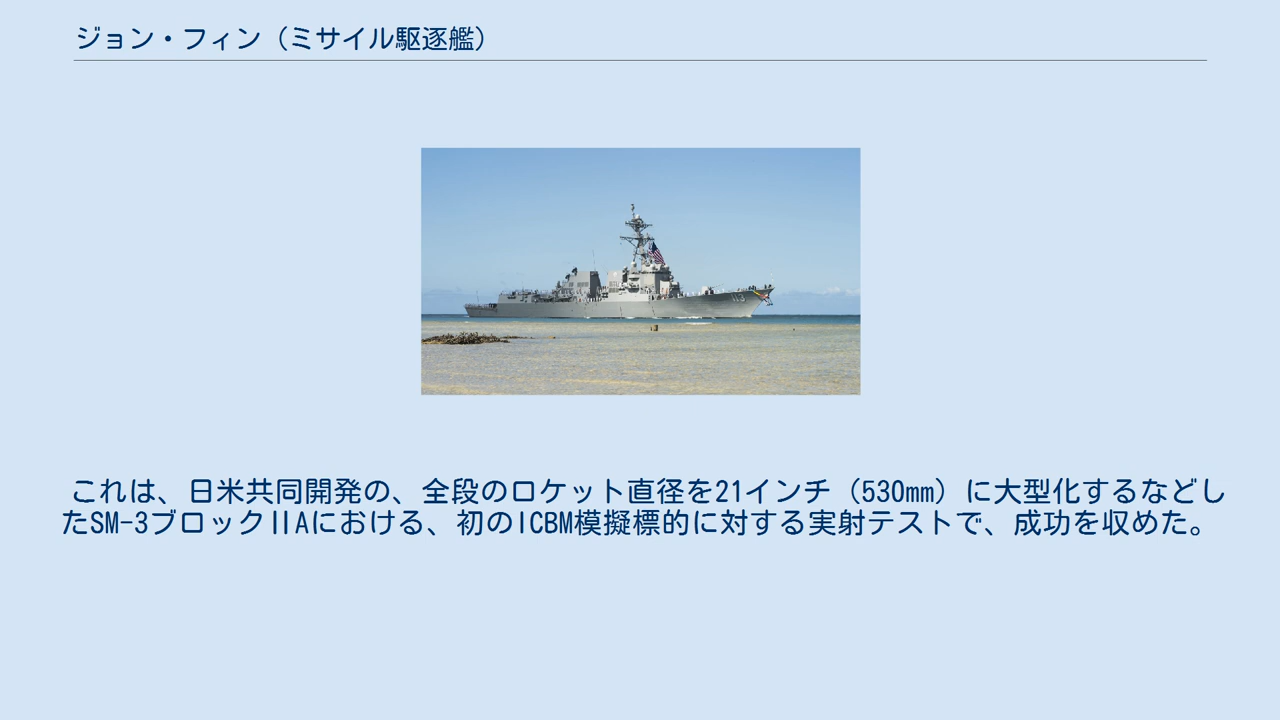 ジョン・フィン（ミサイル駆逐艦）
113
これは、日米共同開発の、全段のロケット直径を21インチ（530mm）に大型化するなどし
たSM-3ブロックIIAにおける、初のICBM模擬標的に対する実射テストで、成功を収めた。